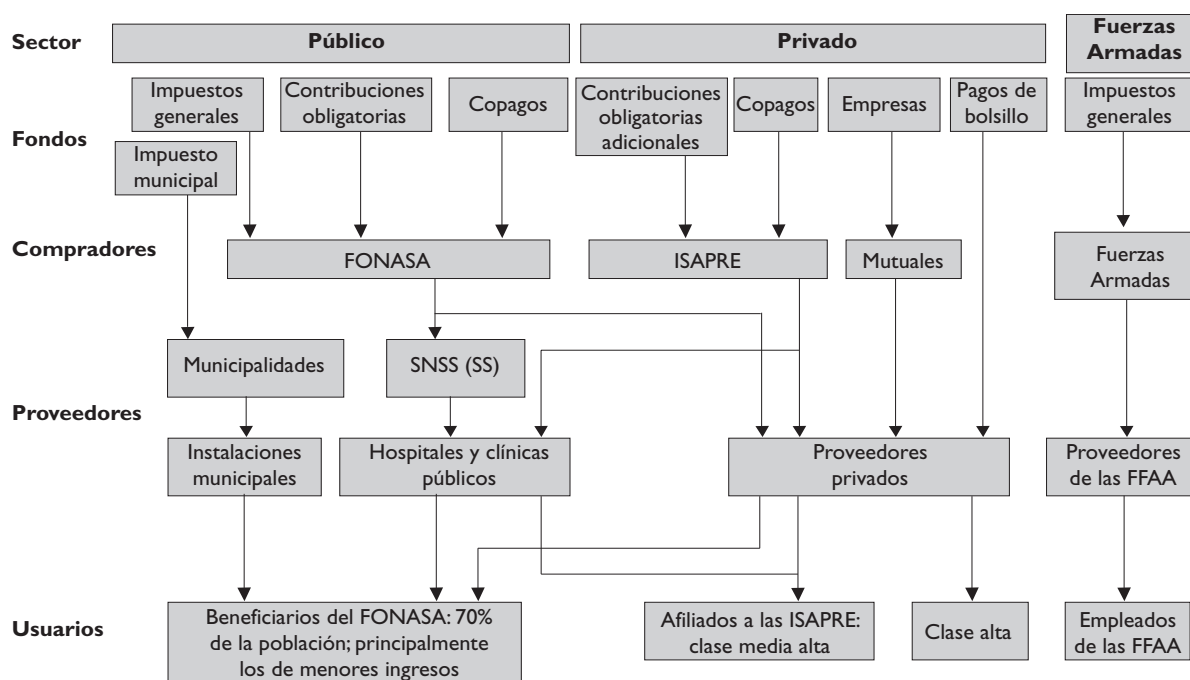 Sector
Público
Privado
Fuerzas
Armadas
Fondos
Impuestos
generales
Contribuciones
obligatorias
Copagos
Contribuciones
obligatorias
adicionales
Copagos
Empresas
Pagos de
bolsillo
Impuestos
generales
Impuesto
municipal
Compradores
FONASA
ISAPRE
Mutuales
Fuerzas
Armadas
Proveedores
Municipalidades
SNSS (SS)
Instalaciones
municipales
Hospitales y clínicas
públicos
Proveedores
privados
Proveedores
de las FFAA
Usuarios
Beneficiarios del FONASA: 70%
de la población; principalmente
los de menores ingresos
Afiliados a las ISAPRE:
clase media alta
Clase alta
Empleados
de las FFAA